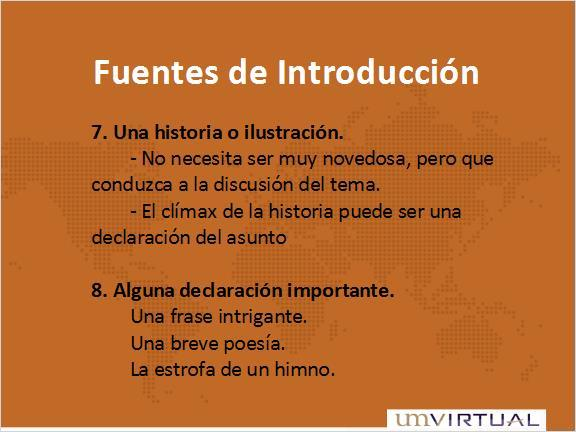 Fuentes de Introducción
7. Una historia o ilustración.
- No necesita ser muy novedosa, pero que
conduzca a la discusión del tema.
- El clímax de la historia puede ser una
declaración del asunto
8. Alguna declaración importante.
Una frase intrigante.
Una breve poesía.
La estrofa de un himno.
umVIRTUAL